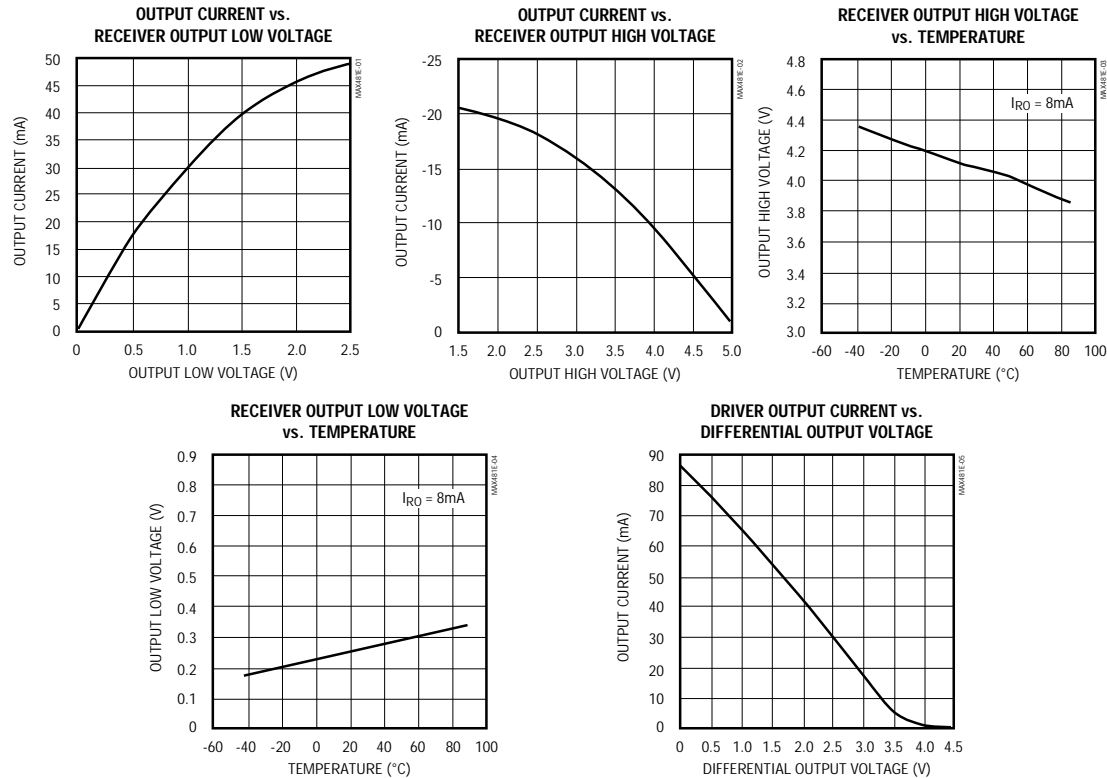 OUTPUT CURRENT vs.
RECEIVER OUTPUT LOW VOLTAGE
50
45
40
35
30
25
20
15
10
5
0
OUTPUT CURRENT (mA)
0 0.5 1.0 1.5 2.0 2.5
OUTPUT LOW VOLTAGE (V)
MAX481E-01
OUTPUT CURRENT vs.
RECEIVER OUTPUT HIGH VOLTAGE
-25
-20
-15
-10
-5
0
OUTPUT CURRENT (mA)
1.5 2.0 2.5 3.0 3.5 4.0 4.5 5.0
OUTPUT HIGH VOLTAGE (V)
MAX481E-02
RECEIVER OUTPUT HIGH VOLTAGE
vs. TEMPERATURE
4.8
4.6
4.4
4.2
4.0
3.8
3.6
3.4
3.2
3.0
OUTPUT HIGH VOLTAGE (V)
IRO = 8mA
-60 -40 -20 0 20 40 60 80 100
TEMPERATURE (°C)
MAX481E-03
RECEIVER OUTPUT LOW VOLTAGE
vs. TEMPERATURE
0.9
0.8
0.7
0.6
0.5
0.4
0.3
0.2
0.1
0
OUTPUT LOW VOLTAGE (V)
IRO = 8mA
-60 -40 -20 0 20 40 60 80 100
TEMPERATURE (°C)
MAX481E-04
DRIVER OUTPUT CURRENT vs.
DIFFERENTIAL OUTPUT VOLTAGE
90
80
70
60
50
40
30
20
10
0
OUTPUT CURRENT (mA)
0 0.5 1.0 1.5 2.0 2.5 3.0 3.5 4.0 4.5
DIFFERENTIAL OUTPUT VOLTAGE (V)
MAX481E-05